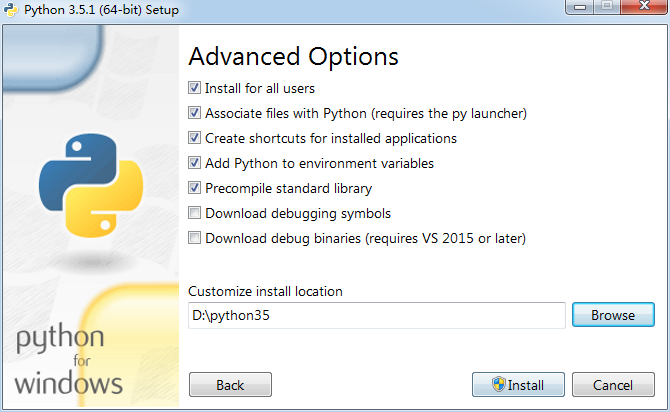 Python 3.5.1 (64-bit) Setup
Advanced Options
Install for all users
Associate files with Python (requires the py launcher)
Create shortcuts for installed applications
Add Python to environment variables
Precompile standard library
Download debugging symbols
Download debug binaries (requires VS 2015 or later)
Customize install location
D:\python35
Browse
python
for
windows
Back
Install
Cancel